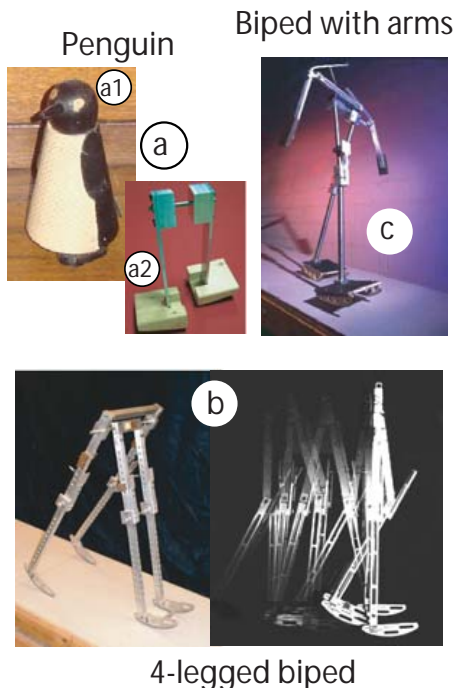 Penguin
Biped with arms
a1
a
a2
C
b
4-legged biped